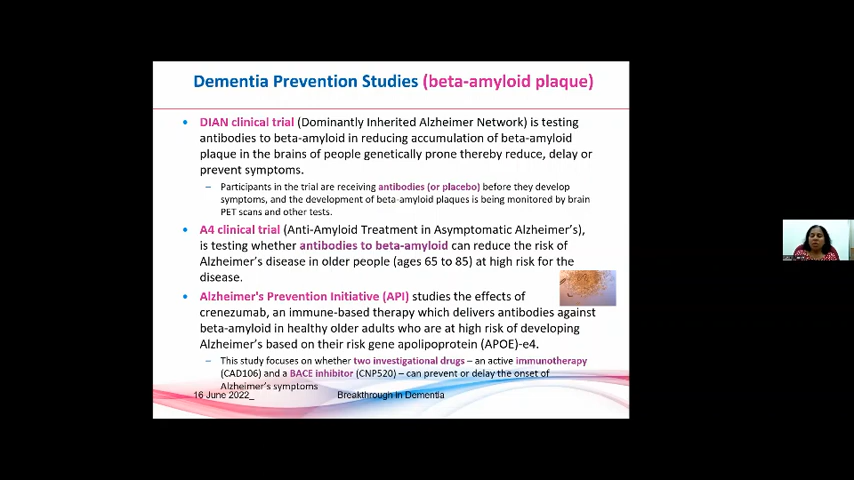 Dementia Prevention Studies (beta-amyloid plaque)
• DIAN clinical trial (Dominantly Inherited Alzheimer Network) is testing
antibodies to beta-amyloid in reducing accumulation of beta-amyloid
plaque in the brains of people genetically prone thereby reduce, delay or
prevent symptoms.
– Participants in the trial are receiving antibodies (or placebo) before they develop
symptoms, and the development of beta-amyloid plaques is being monitored by brain
PET scans and other tests.
• A4 clinical trial (Anti-Amyloid Treatment in Asymptomatic Alzheimer's),
is testing whether antibodies to beta-amyloid can reduce the risk of
Alzheimer's disease in older people (ages 65 to 85) at high risk for the
disease.
• Alzheimer's Prevention Initiative (API) studies the effects of
crenezumab, an immune-based therapy which delivers antibodies against
beta-amyloid in healthy older adults who are at high risk of developing
Alzheimer's based on their risk gene apolipoprotein (APOE)-e4.
– This study focuses on whether two investigational drugs – an active immunotherapy
(CAD106) and a BACE inhibitor (CNP520) – can prevent or delay the onset of
Alzheimer's symptoms
16 June 2022_ Breakthrough in Dementia